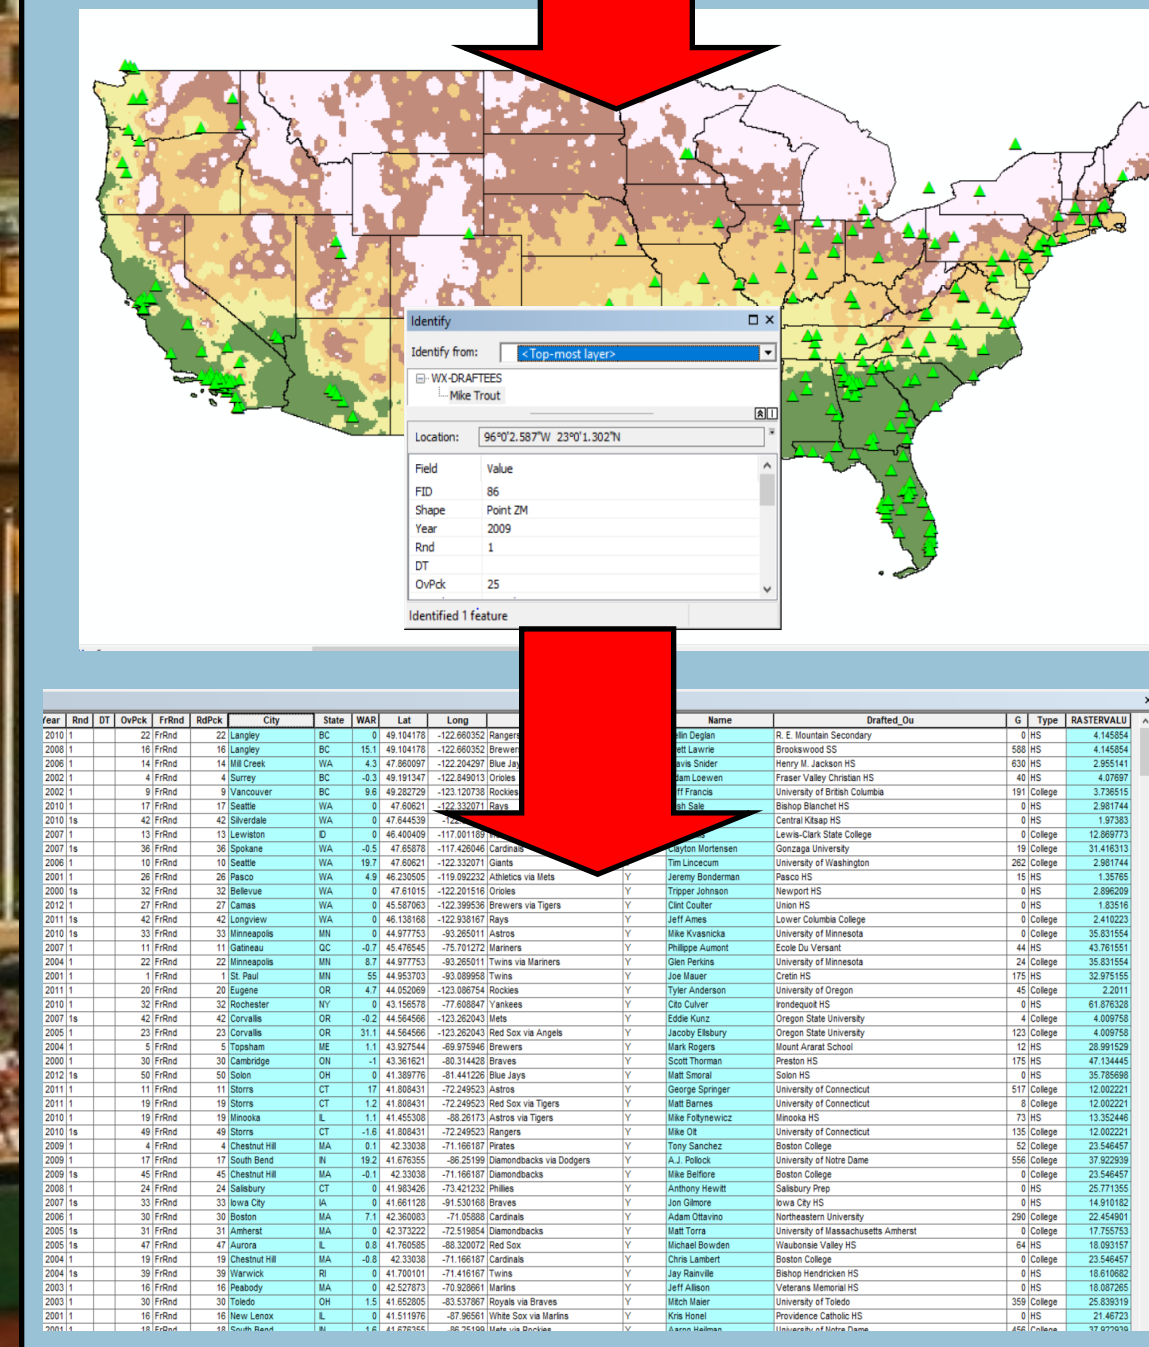 Identify
Identify from: <Top-most layer>
WX-DRAFTEES
Mike Trout
Location: 96°0'2.587"W 23°0'1.302"N
Field Value
FID 86
Shape Point ZM
Year 2009
Rnd 1
DT
OvPck 25
Identified 1 feature
Year Rnd DT OvPck FrRnd RdPck City State WAR Lat Long Name Drafted_Ou G Type RASTERVALU
2010 1 22 FrRnd 22 Langley BC 0 49.104178 -122.660352 Rangers R. E. Mountain Secondary 0 HS 4.145854
2008 1 16 FrRnd 16 Langley BC 15.1 49.104178 -122.660352 Lawrie Brookswood SS 588 HS 4.145854
2006 1 14 FrRnd 14 Mill Creek WA 4.3 47.860097 -122.204297 Blue Snider Henry M. Jackson HS 630 HS 2.955141
2002 1 4 FrRnd 4 Surrey BC -0.3 49.191347 -122.849013 Orioles Loewen Fraser Valley Christian HS 40 HS 4.07697
2002 1 9 FrRnd 9 Vancouver BC 9.6 49.282729 -123.120738 Rockies Francis University of British Columbia 191 College 3.736515
2010 1 17 FrRnd 17 Seattle WA 0 47.60621 -122.332071 Rays Sale Bishop Blanchet HS 0 HS 2.981744
2010 1s 42 FrRnd 42 Silverdale WA 0 47.644539 Central Kitsap HS 0 HS 1.97383
2007 1 13 FrRnd 13 Lewiston ID 0 46.400409 -117.001189 Lewis-Clark State College 0 College 12.869773
2007 1s 36 FrRnd 36 Spokane WA -0.5 47.65878 -117.426046 Cardinals Clayton Mortensen Gonzaga University 19 College 31.416313
2006 1 10 FrRnd 10 Seattle WA 19.7 47.60621 -122.332071 Giants Tim Lincecum University of Washington 262 College 2.981744
2001 1 26 FrRnd 26 Pasco WA 4.9 46.230505 -119.092232 Athletics via Mets Y Jeremy Bonderman Pasco HS 15 HS 1.35765
2000 1s 32 FrRnd 32 Bellevue WA 0 47.61015 -122.201516 Orioles Y Tripper Johnson Newport HS 0 HS 2.896209
2012 1 27 FrRnd 27 Camas WA 0 45.587063 -122.399536 Brewers via Tigers Y Clint Coulter Union HS 0 HS 1.83516
2011 1s 42 FrRnd 42 Longview WA 0 46.138168 -122.938167 Rays Y Jeff Ames Lower Columbia College 0 College 2.410223
2010 1s 33 FrRnd 33 Minneapolis MN 0 44.977753 -93.265011 Astros Y Mike Kvasnicka University of Minnesota 0 College 35.831554
2007 1 11 FrRnd 11 Gatineau QC -0.7 45.476545 -75.701272 Mariners Y Phillippe Aumont Ecole Du Versant 44 HS 43.761551
2004 1 22 FrRnd 22 Minneapolis MN 8.7 44.977753 -93.265011 Twins via Mariners Y Glen Perkins University of Minnesota 24 College 35.831554
2001 1 1 FrRnd 1 St. Paul MN 55 44.953703 -93.089958 Twins Y Joe Mauer Cretin HS 175 HS 32.975155
2011 1 20 FrRnd 20 Eugene OR 4.7 44.052069 -123.086754 Rockies Y Tyler Anderson University of Oregon 45 College 2.2011
2010 1 32 FrRnd 32 Rochester NY 0 43.156578 -77.608847 Yankees Y Cito Culver Irondequoit HS 0 HS 61.876328
2007 1s 42 FrRnd 42 Corvallis OR -0.2 44.564566 -123.262043 Mets Y Eddie Kunz Oregon State University 4 College 4.009758
2005 1 23 FrRnd 23 Corvallis OR 31.1 44.564566 -123.262043 Red Sox via Angels Y Jacoby Ellsbury Oregon State University 123 College 4.009758
2004 1 5 FrRnd 5 Topsham ME 1.1 43.927544 -69.975946 Brewers Y Mark Rogers Mount Ararat School 12 HS 28.991529
2000 1 30 FrRnd 30 Cambridge ON -1 43.361621 -80.314428 Braves Y Scott Thorman Preston HS 175 HS 47.134445
2012 1s 50 FrRnd 50 Solon OH 0 41.389776 -81.441226 Blue Jays Y Matt Smoral Solon HS 0 HS 35.785698
2011 1 11 FrRnd 11 Storrs CT 17 41.808431 -72.249523 Astros Y George Springer University of Connecticut 517 College 12.002221
2011 1 19 FrRnd 19 Storrs CT 1.2 41.808431 -72.249523 Red Sox via Tigers Y Matt Barnes University of Connecticut 8 College 12.002221
2010 1 19 FrRnd 19 Minooka IL 1.1 41.455308 -88.26173 Astros via Tigers Y Mike Foltynewicz Minooka HS 73 HS 13.352446
2010 1s 49 FrRnd 49 Storrs CT -1.6 41.808431 -72.249523 Rangers Y Mike Olt University of Connecticut 135 College 12.002221
2009 1 4 FrRnd 4 Chestnut Hill MA 0.1 42.33038 -71.166187 Pirates Y Tony Sanchez Boston College 52 College 23.546457
2009 1 17 FrRnd 17 South Bend IN 19.2 41.676355 -86.25199 Diamondbacks via Dodgers Y A.J. Pollock University of Notre Dame 556 College 37.922939
2009 1s 45 FrRnd 45 Chestnut Hill MA -0.1 42.33038 -71.166187 Diamondbacks Y Mike Belfiore Boston College 0 College 23.546457
2008 1 24 FrRnd 24 Salisbury CT 0 41.983426 -73.421232 Phillies Y Anthony Hewitt Salisbury Prep 0 HS 25.771355
2007 1s 33 FrRnd 33 Iowa City IA 0 41.661128 -91.530168 Braves Y Jon Gilmore Iowa City HS 0 HS 14.910182
2006 1 30 FrRnd 30 Boston MA 7.1 42.360083 -71.05888 Cardinals Y Adam Ottavino Northeastern University 290 College 22.454901
2005 1s 31 FrRnd 31 Amherst MA 0 42.373222 -72.519854 Diamondbacks Y Matt Torra University of Massachusetts Amherst 0 College 17.755753
2005 1s 47 FrRnd 47 Aurora IL 0.8 41.760585 -88.320072 Red Sox Y Michael Bowden Waubonsie Valley HS 64 HS 18.093157
2004 1 19 FrRnd 19 Chestnut Hill MA -0.8 42.33038 -71.166187 Cardinals Y Chris Lambert Boston College 0 College 23.546457
2004 1s 39 FrRnd 39 Warwick RI 0 41.700101 -71.416167 Twins Y Jay Rainville Bishop Hendricken HS 0 HS 18.610682
2003 1 16 FrRnd 16 Peabody MA 0 42.527873 -70.928661 Marlins Y Jeff Allison Veterans Memorial HS 0 HS 18.087265
2003 1 30 FrRnd 30 Toledo OH 1.5 41.652805 -83.537867 Royals via Braves Y Mitch Maier University of Toledo 359 College 25.839319
2001 1 16 FrRnd 16 New Lenox IL 0 41.511976 -87.96561 White Sox via Marlins Y Kris Honel Providence Catholic HS 0 HS 21.46723
2001 1 18 FrRnd 18 South Bend IN 1.6 41.676355 -86.25199 Mets via Rockies Y Aaron Heilman University of Notre Dame 456 College 37.922939